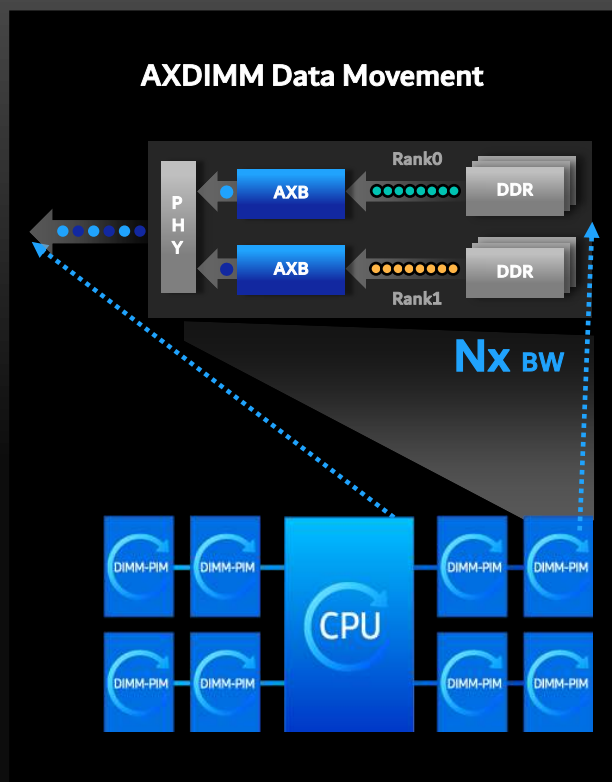 AXDIMM Data Movement
Rank0
P
H
Y
AXB
DDR
AXB
DDR
Rank1
Nx BW
DIMM-PIM DIMM-PIM DIMM-PIM DIMM-PIM
CPU
DIMM-PIM DIMM-PIM DIMM-PIM DIMM-PIM